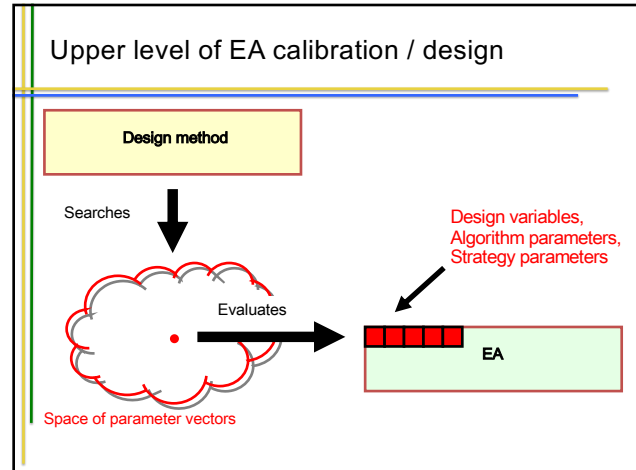 Upper level of EA calibration / design
Design method
Searches
Design variables,
Algorithm parameters,
Strategy parameters
Evaluates
EA
Space of parameter vectors